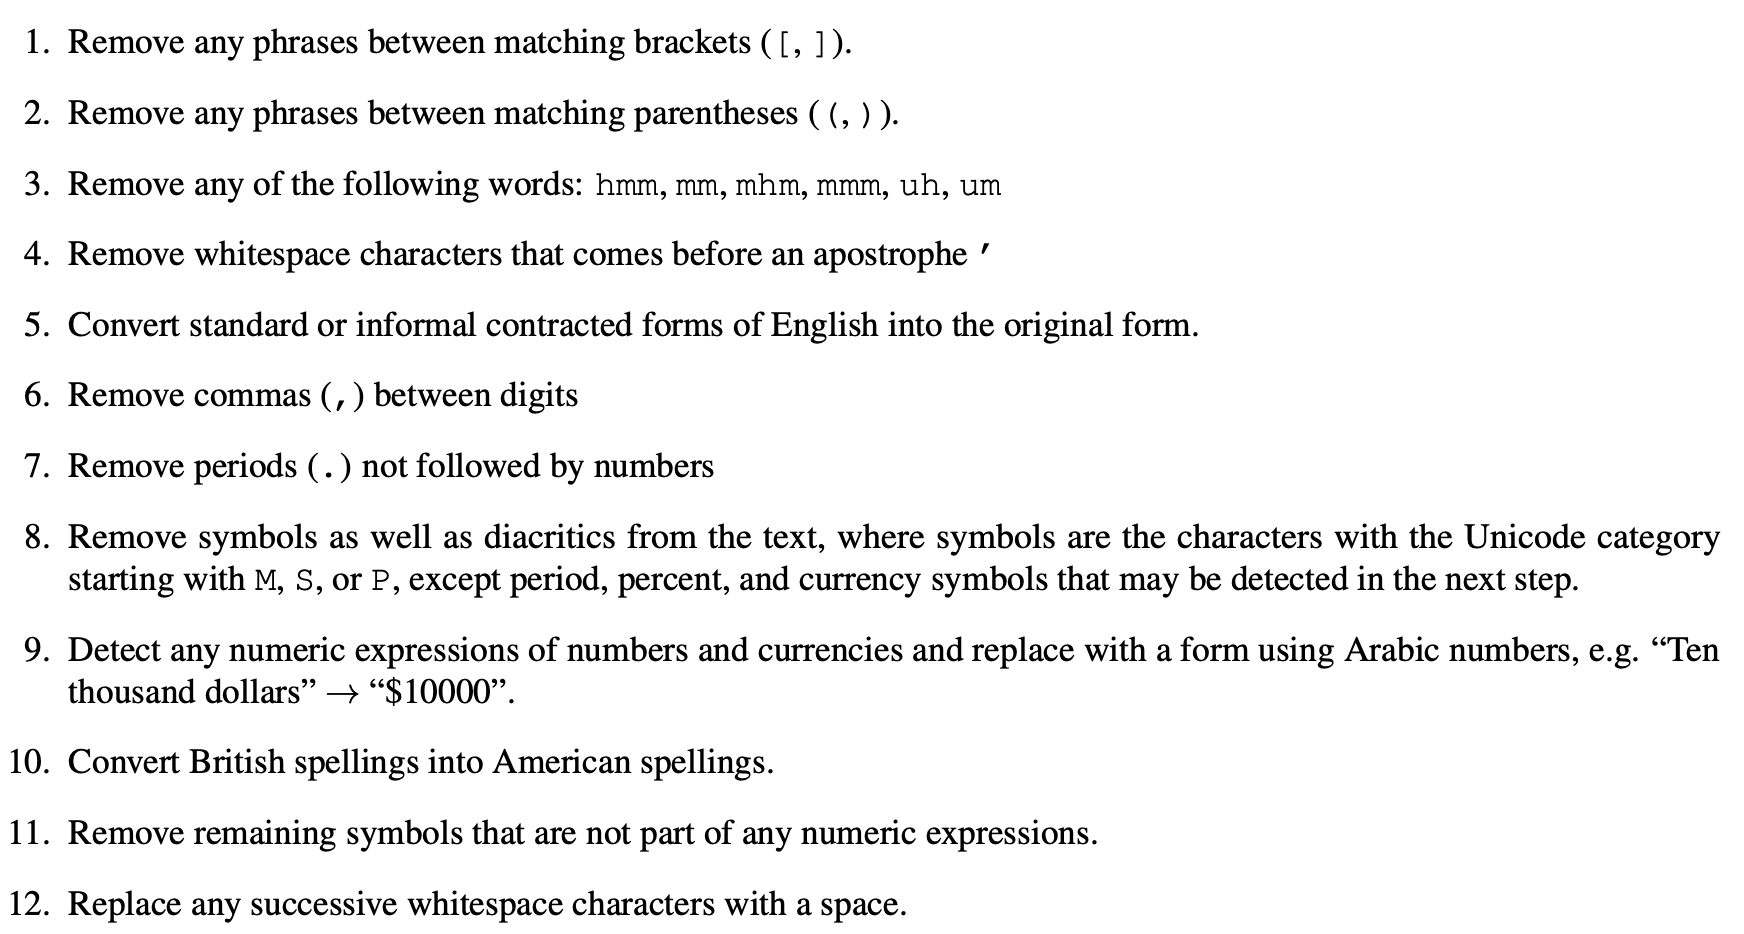 1. Remove any phrases between matching brackets ([, ]).
2. Remove any phrases between matching parentheses ((, )).
3. Remove any of the following words: hmm, mm, mhm, mmm, uh, um
4. Remove whitespace characters that comes before an apostrophe ′
5. Convert standard or informal contracted forms of English into the original form.
6. Remove commas (,) between digits
7. Remove periods (.) not followed by numbers
8. Remove symbols as well as diacritics from the text, where symbols are the characters with the Unicode category
starting with M, S, or P, except period, percent, and currency symbols that may be detected in the next step.
9. Detect any numeric expressions of numbers and currencies and replace with a form using Arabic numbers, e.g. “Ten
thousand dollars” → “$10000”.
10. Convert British spellings into American spellings.
11. Remove remaining symbols that are not part of any numeric expressions.
12. Replace any successive whitespace characters with a space.